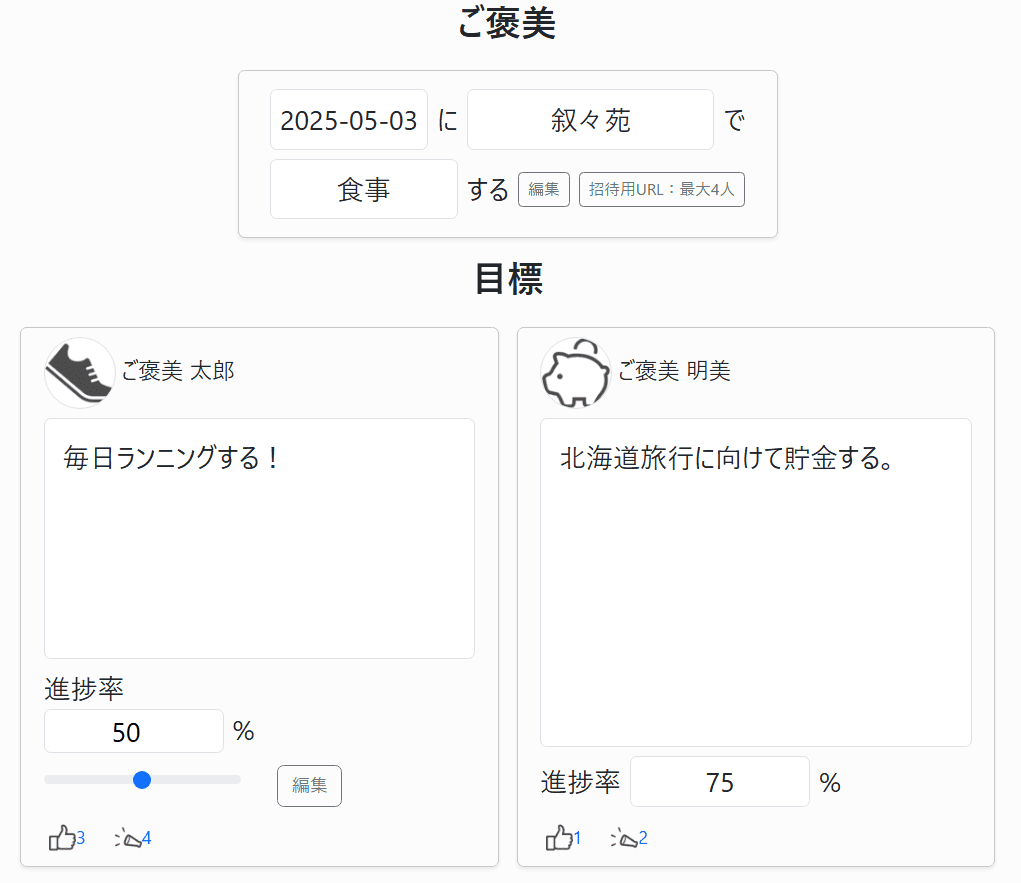 ご褒美
2025-05-03 に 叙々苑 で
食事 する 編集 招待用URL：最大4人
目標
ご褒美 太郎
毎日ランニングする！
進捗率
50 %
編集
3 4
ご褒美 明美
北海道旅行に向けて貯金する。
進捗率 75 %
1 2